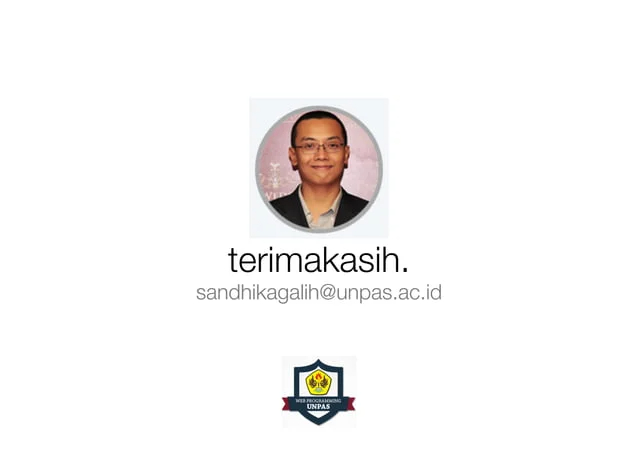 terimakasih.
sandhikagalih@unpas.ac.id
WEB PROGRAMMING
UNPAS